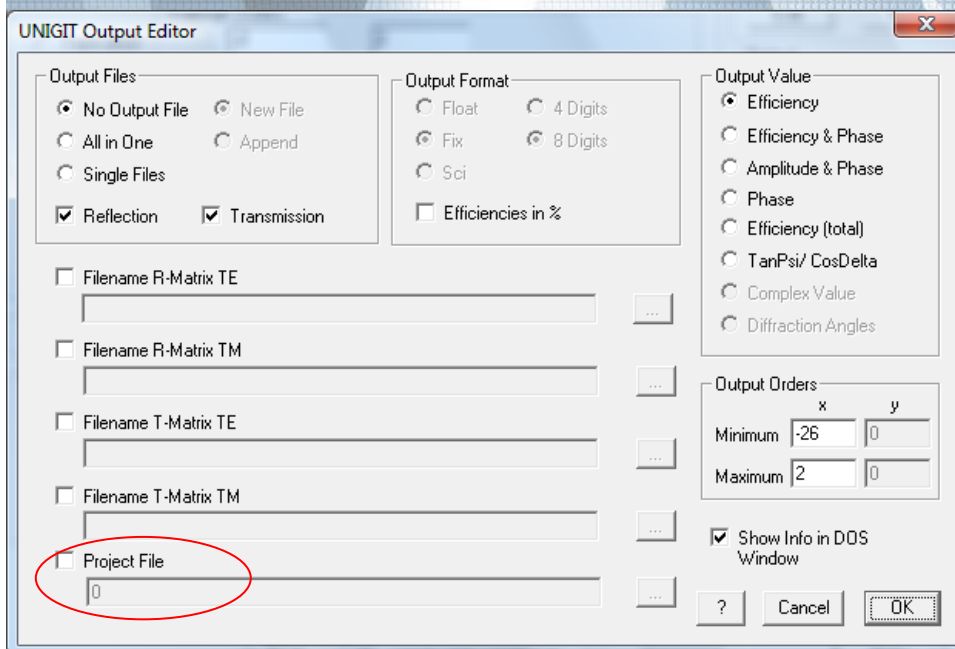 UNIGIT Output Editor
Output Files
No Output File
New File
All in One
Append
Single Files
Reflection
Transmission
Output Format
Float
4 Digits
Fix
8 Digits
Sci
Efficiencies in %
Output Value
Efficiency
Efficiency & Phase
Amplitude & Phase
Phase
Efficiency (total)
TanPsi/ CosDelta
Complex Value
Diffraction Angles
Filename R-Matrix TE
...
Filename R-Matrix TM
...
Filename T-Matrix TE
...
Filename T-Matrix TM
...
Project File
0
...
Output Orders
x y
Minimum -26 0
Maximum 2 0
Show Info in DOS
Window
? Cancel OK